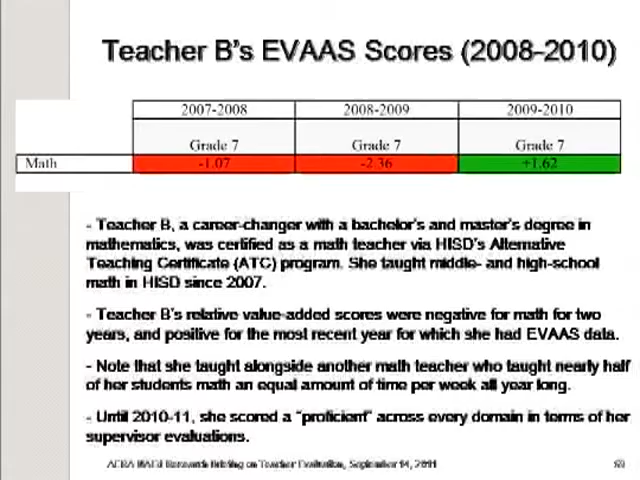 Teacher B's EVAAS Scores (2008-2010)
2007-2008 2008-2009 2009-2010
Grade 7 Grade 7 Grade 7
Math -1.07 -2.36 +1.62
- Teacher B, a career-changer with a bachelor's and master's degree in
mathematics, was certified as a math teacher via HISD's Alternative
Teaching Certificate (ATC) program. She taught middle- and high-school
math in HISD since 2007.
- Teacher B's relative value-added scores were negative for math for two
years, and positive for the most recent year for which she had EVAAS data.
- Note that she taught alongside another math teacher who taught nearly half
of her students math an equal amount of time per week all year long.
- Until 2010-11, she scored a "proficient" across every domain in terms of her
supervisor evaluations.
Research Briefing on Teacher Evaluation, September 14, 2011